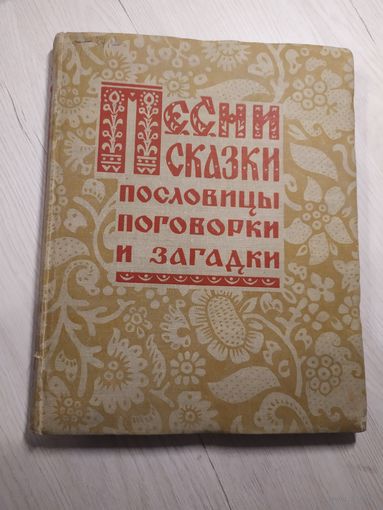 Песни
сказки
пословицы
поговорки
и загадки